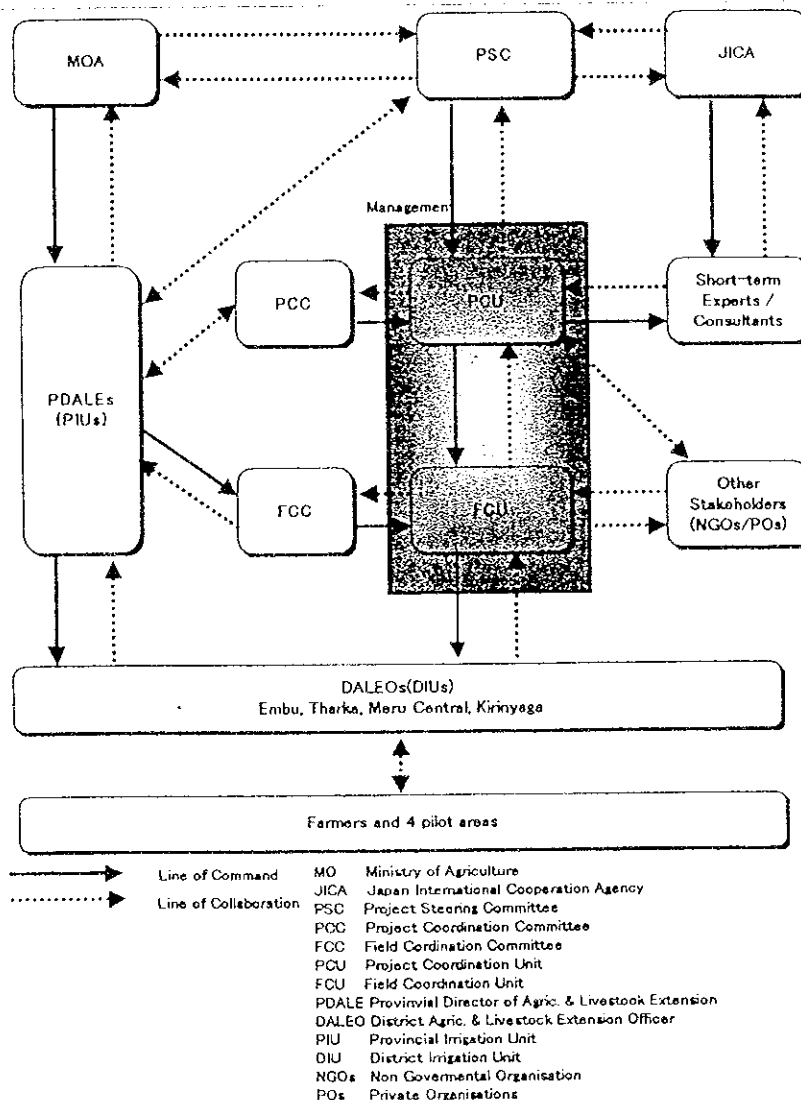 MOA
PSC
JICA
Management
PCC
PCU
Short-term
Experts /
Consultants
PDALEs
(PIUs)
FCC
FCU
Other
Stakeholders
(NGOs/POs)
DALEOs(DIUs)
Embu, Tharka, Meru Central, Kirinyaga
Farmers and 4 pilot areas
Line of Command
Line of Collaboration
MO Ministry of Agriculture
JICA Japan International Cooperation Agency
PSC Project Steering Committee
PCC Project Coordination Committee
FCC Field Cordination Committee
PCU Project Coordination Unit
FCU Field Coordination Unit
PDALE Provinvial Director of Agric. & Livestock Extension
DALEO District Agric. & Livestock Extension Officer
PIU Provincial Irrigation Unit
DIU District Irrigation Unit
NGOs Non Govermental Organisation
POs Private Organisations